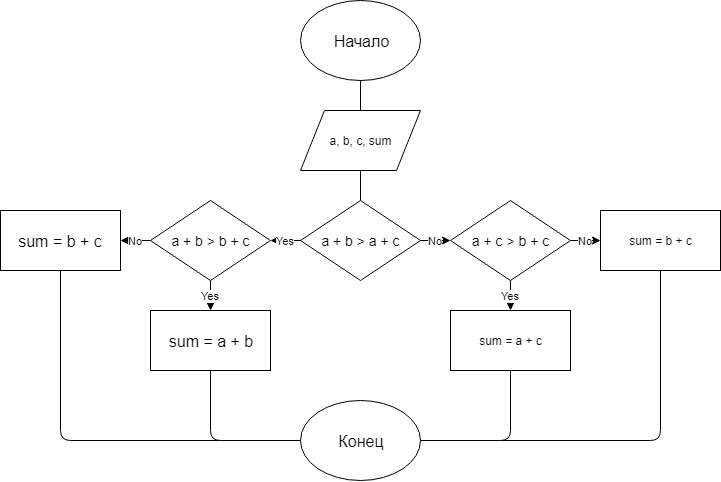 Начало
a, b, c, sum
sum = b + c
No
a + b > b + c
Yes
a + b > a + c
No
a + c > b + c
No
sum = b + c
Yes
Yes
sum = a + b
sum = a + c
Конец